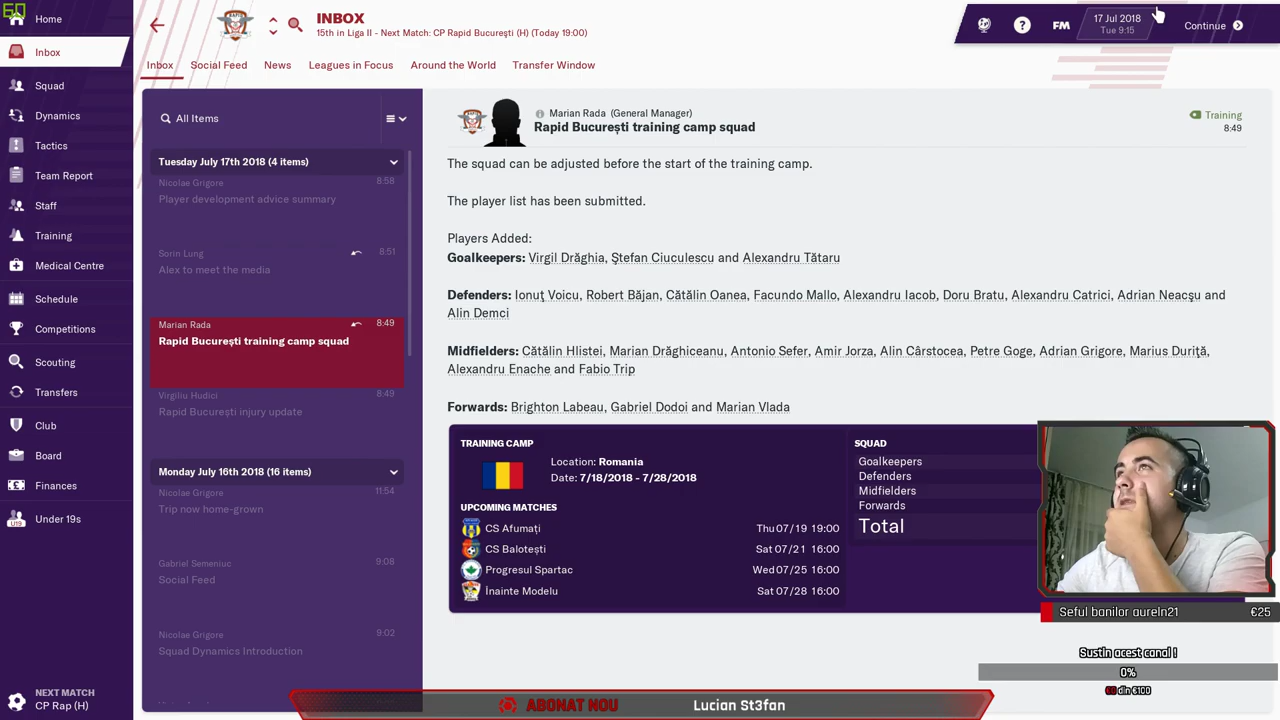 60
Home
Inbox
Squad
Dynamics
Tactics
Team Report
Staff
Training
Medical Centre
Schedule
Competitions
Scouting
Transfers
Club
Board
Finances
Under 19s
NEXT MATCH
CP Rap (H)
INBOX
15th in Liga II - Next Match: CP Rapid Bucureşti (H) (Today 19:00)
FM
17 Jul 2018
Tue 9:15
Continue
Inbox
Social Feed
News
Leagues in Focus
Around the World
Transfer Window
All Items
Tuesday July 17th 2018 (4 items)
Nicolae Grigore 8:58
Player development advice summary
Sorin Lung 8:51
Alex to meet the media
Marian Rada 8:49
Rapid Bucureşti training camp squad
Virgiliu Hudici 8:49
Rapid Bucureşti injury update
Monday July 16th 2018 (16 items)
Nicolae Grigore 11:54
Trip now home-grown
Gabriel Semeniuc 9:08
Social Feed
Nicolae Grigore 9:02
Squad Dynamics Introduction
Marian Rada (General Manager)
Rapid Bucureşti training camp squad
Training
8:49
The squad can be adjusted before the start of the training camp.
The player list has been submitted.
Players Added:
Goalkeepers: Virgil Drăghia, Ştefan Ciuculescu and Alexandru Tătaru
Defenders: Ionuţ Voicu, Robert Băjan, Cătălin Oanea, Facundo Mallo, Alexandru Iacob, Doru Bratu, Alexandru Catrici, Adrian Neacşu and
Alin Demci
Midfielders: Cătălin Hlistei, Marian Drăghiceanu, Antonio Sefer, Amir Jorza, Alin Cârstocea, Petre Goge, Adrian Grigore, Marius Duriţă,
Alexandru Enache and Fabio Trip
Forwards: Brighton Labeau, Gabriel Dodoi and Marian Vlada
TRAINING CAMP
Location: Romania
Date: 7/18/2018 - 7/28/2018
UPCOMING MATCHES
CS Afumați Thu 07/19 19:00
CS Balotești Sat 07/21 16:00
Progresul Spartac Wed 07/25 16:00
Înainte Modelu Sat 07/28 16:00
SQUAD
Goalkeepers
Defenders
Midfielders
Forwards
Total
Seful banilor aureln21 €25
Sustin acest canal !
0%
€0 din €100
ABONAT NOU
Lucian St3fan